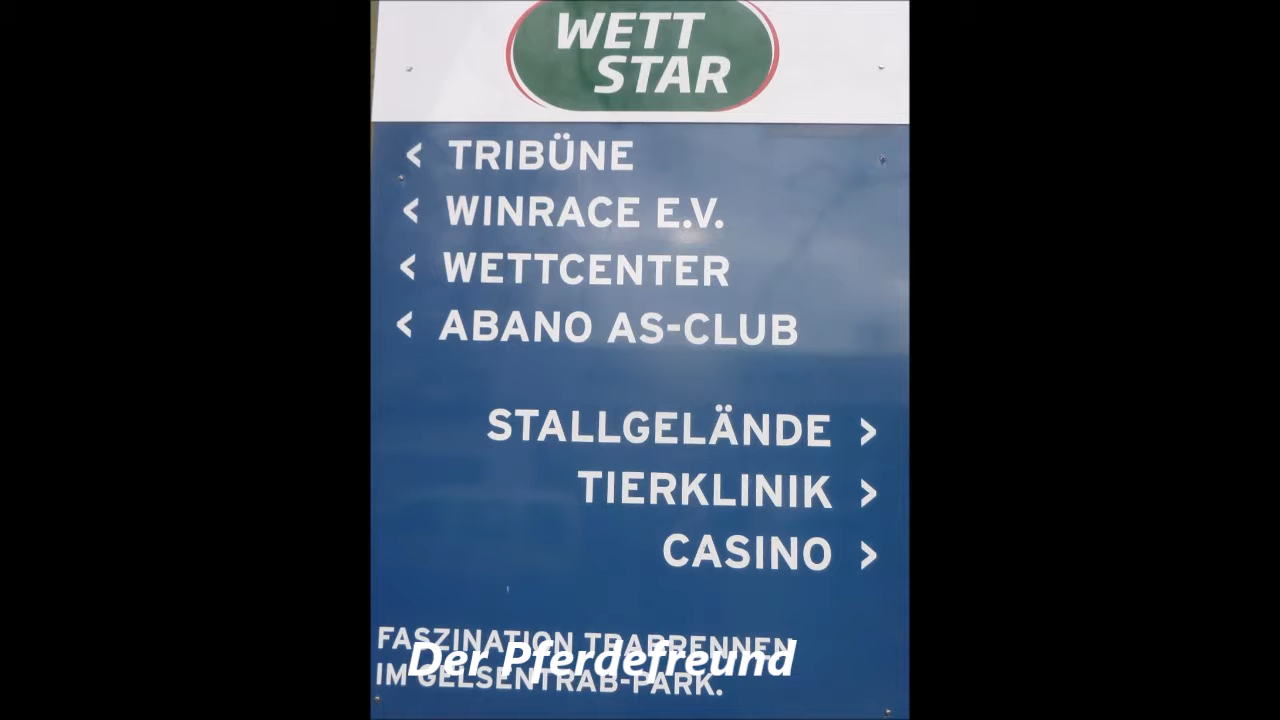 WETT
STAR
< TRIBÜNE
< WINRACE E.V.
< WETTCENTER
< ABANO AS-CLUB
STALLGELÄNDE >
TIERKLINIK >
CASINO >
FASZINATION TRABRENNEN
Der Pferdefreund
IM GELSENTRAB-PARK.